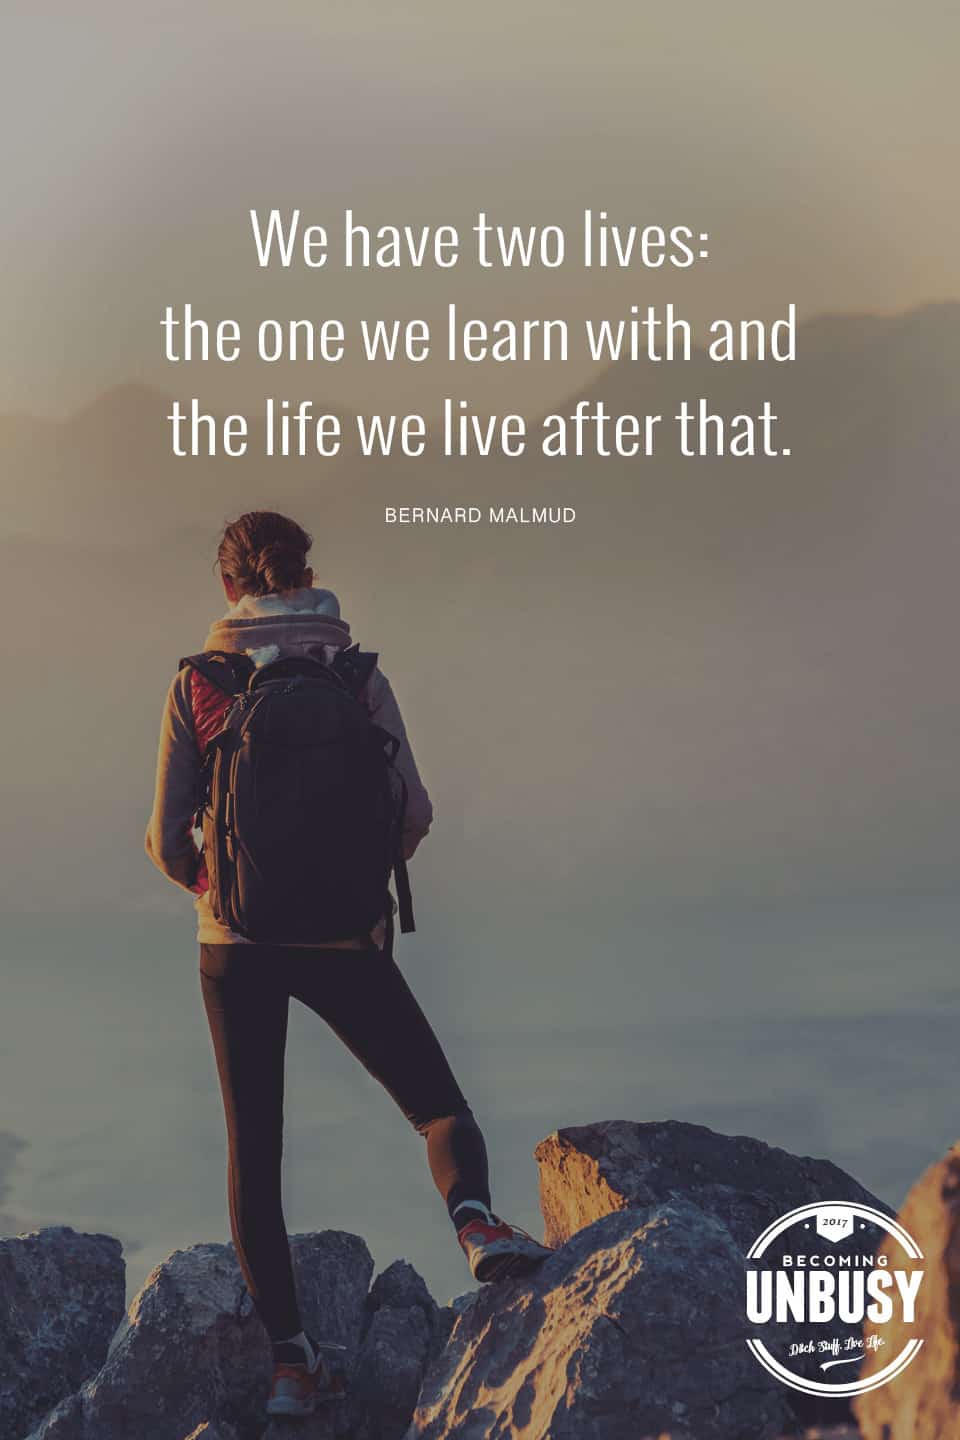 We have two lives:
the one we learn with and
the life we live after that.
BERNARD MALMUD
2017
BECOMING
UNBUSY
Ditch Stuff. Live Life.